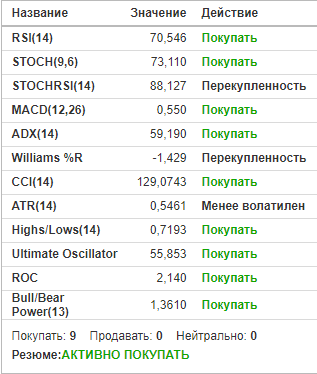 Название Значение Действие
RSI(14) 70,546 Покупать
STOCH(9,6) 73,110 Покупать
STOCHRSI(14) 88,127 Перекупленность
MACD(12,26) 0,550 Покупать
ADX(14) 59,190 Покупать
Williams %R -1,429 Перекупленность
CCI(14) 129,0743 Покупать
ATR(14) 0,5461 Менее волатилен
Highs/Lows(14) 0,7193 Покупать
Ultimate Oscillator 55,853 Покупать
ROC 2,140 Покупать
Bull/Bear
Power(13) 1,3610 Покупать
Покупать: 9 Продавать: 0 Нейтрально: 0
Резюме:АКТИВНО ПОКУПАТЬ